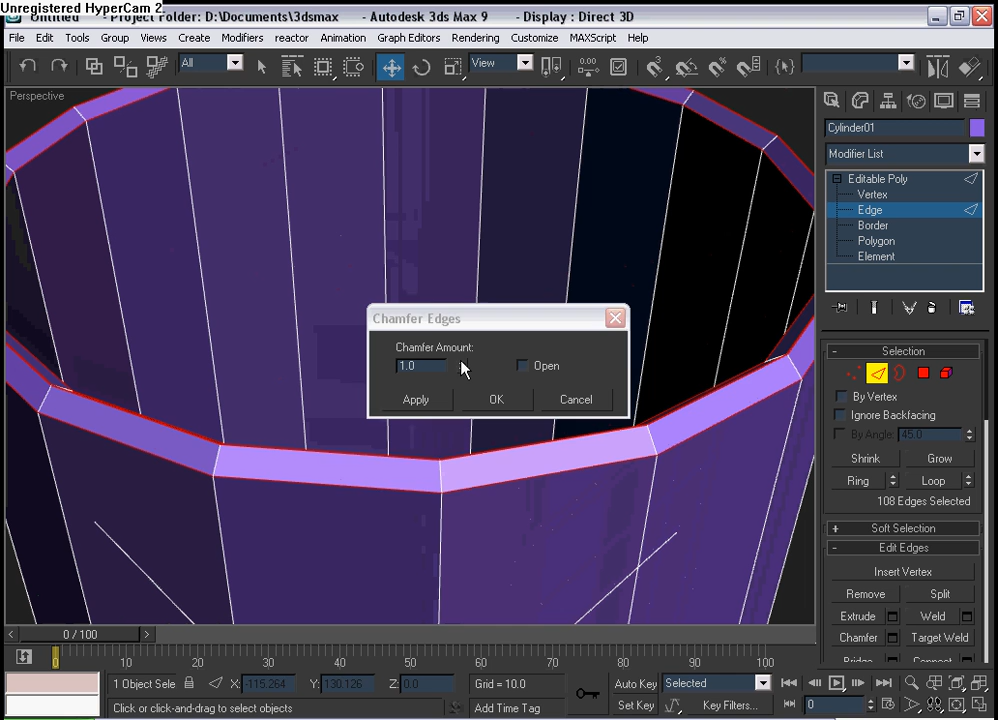 Unregistered HyperCam 2
Untitled - Project Folder: D:\Documents\3dsmax - Autodesk 3ds Max 9 - Display : Direct 3D
File Edit Tools Group Views Create Modifiers reactor Animation Graph Editors Rendering Customize MAXScript Help
All View
Perspective
Cylinder01
Modifier List
Editable Poly
Vertex
Edge
Border
Polygon
Element
Chamfer Edges
Chamfer Amount:
1.0 Open
Apply OK Cancel
- Selection
By Vertex
Ignore Backfacing
By Angle: 45.0
Shrink Grow
Ring Loop
108 Edges Selected
+ Soft Selection
- Edit Edges
Insert Vertex
Remove Split
Extrude Weld
Chamfer Target Weld
Bridge Connect
< 0 / 100 >
0 10 20 30 40 50 60 70 80 90 100
1 Object Sele X: -115.264 Y: 130.126 Z: 0.0 Grid = 10.0 Auto Key Selected
Click or click-and-drag to select objects Add Time Tag Set Key Key Filters... 0